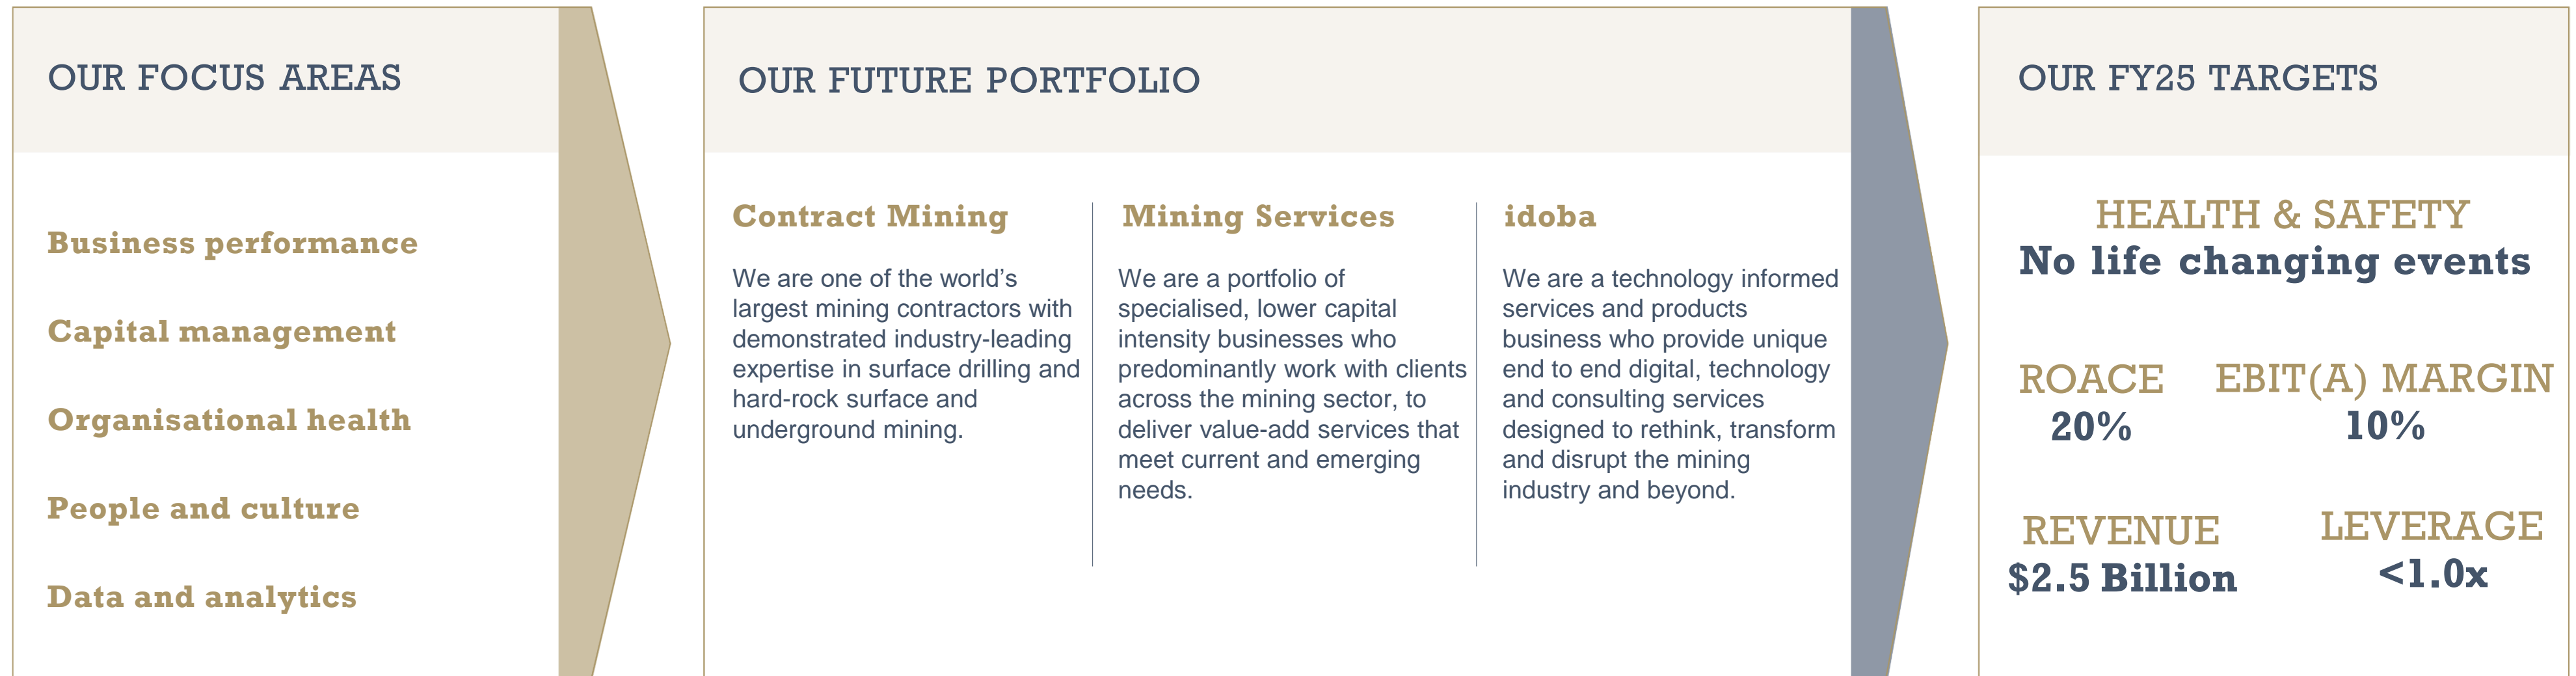 OUR FOCUS AREAS
Business performance
Capital management
Organisational health
People and culture
Data and analytics
OUR FUTURE PORTFOLIO
Contract Mining
We are one of the world’s
largest mining contractors with
demonstrated industry-leading
expertise in surface drilling and
hard-rock surface and
underground mining.
Mining Services
We are a portfolio of
specialised, lower capital
intensity businesses who
predominantly work with clients
across the mining sector, to
deliver value-add services that
meet current and emerging
needs.
idoba
We are a technology informed
services and products
business who provide unique
end to end digital, technology
and consulting services
designed to rethink, transform
and disrupt the mining
industry and beyond.
OUR FY25 TARGETS
HEALTH & SAFETY
No life changing events
ROACE
20%
EBIT(A) MARGIN
10%
REVENUE
$2.5 Billion
LEVERAGE
<1.0x